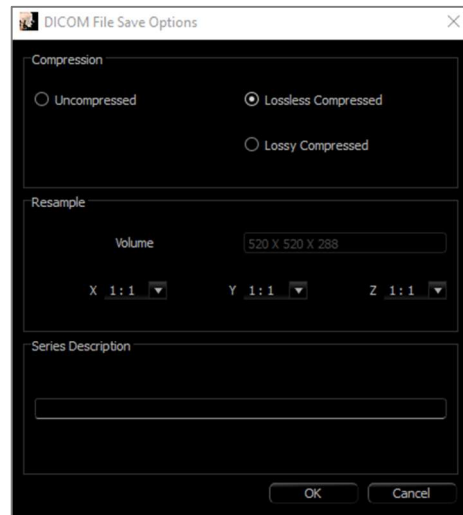 DICOM File Save Options
Compression
Uncompressed
Lossless Compressed
Lossy Compressed
Resample
Volume
520 X 520 X 288
X 1 : 1 Y 1 : 1 Z 1 : 1
Series Description
OK Cancel